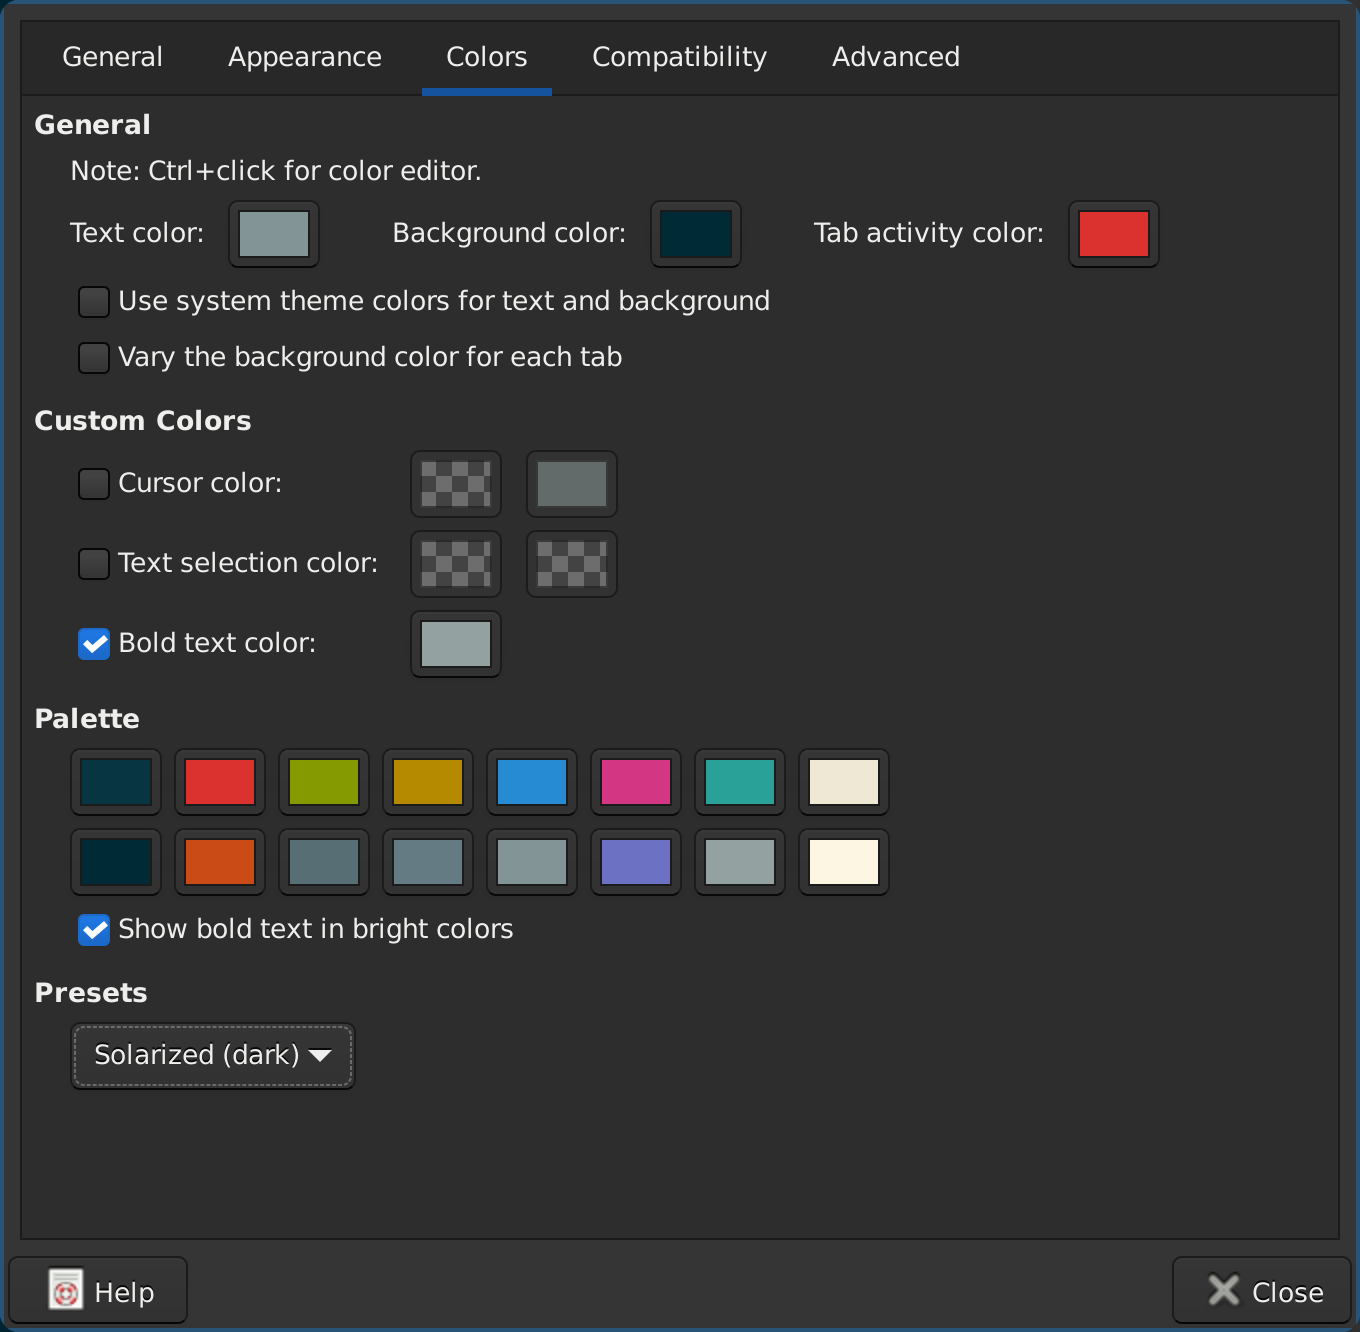 General Appearance Colors Compatibility Advanced
General
Note: Ctrl+click for color editor.
Text color: Background color: Tab activity color:
Use system theme colors for text and background
Vary the background color for each tab
Custom Colors
Cursor color:
Text selection color:
Bold text color:
Palette
Show bold text in bright colors
Presets
Solarized (dark)
Help Close